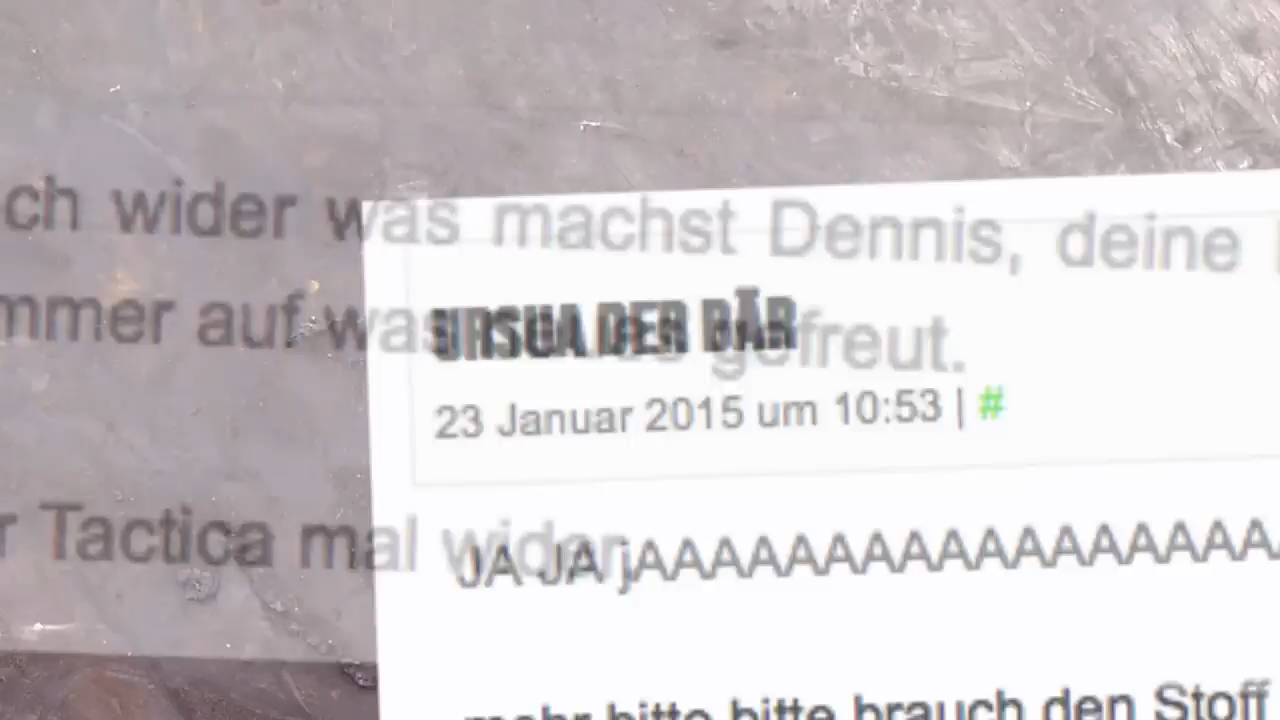 ch wider was machst Dennis, deine
mmer auf was gefreut.
r Tactica mal wider,
URSUA DER BÄR
23 Januar 2015 um 10:53 | #
JA JA jAAAAAAAAAAAAAAAAAA
mehr bitte bitte brauch den Stoff